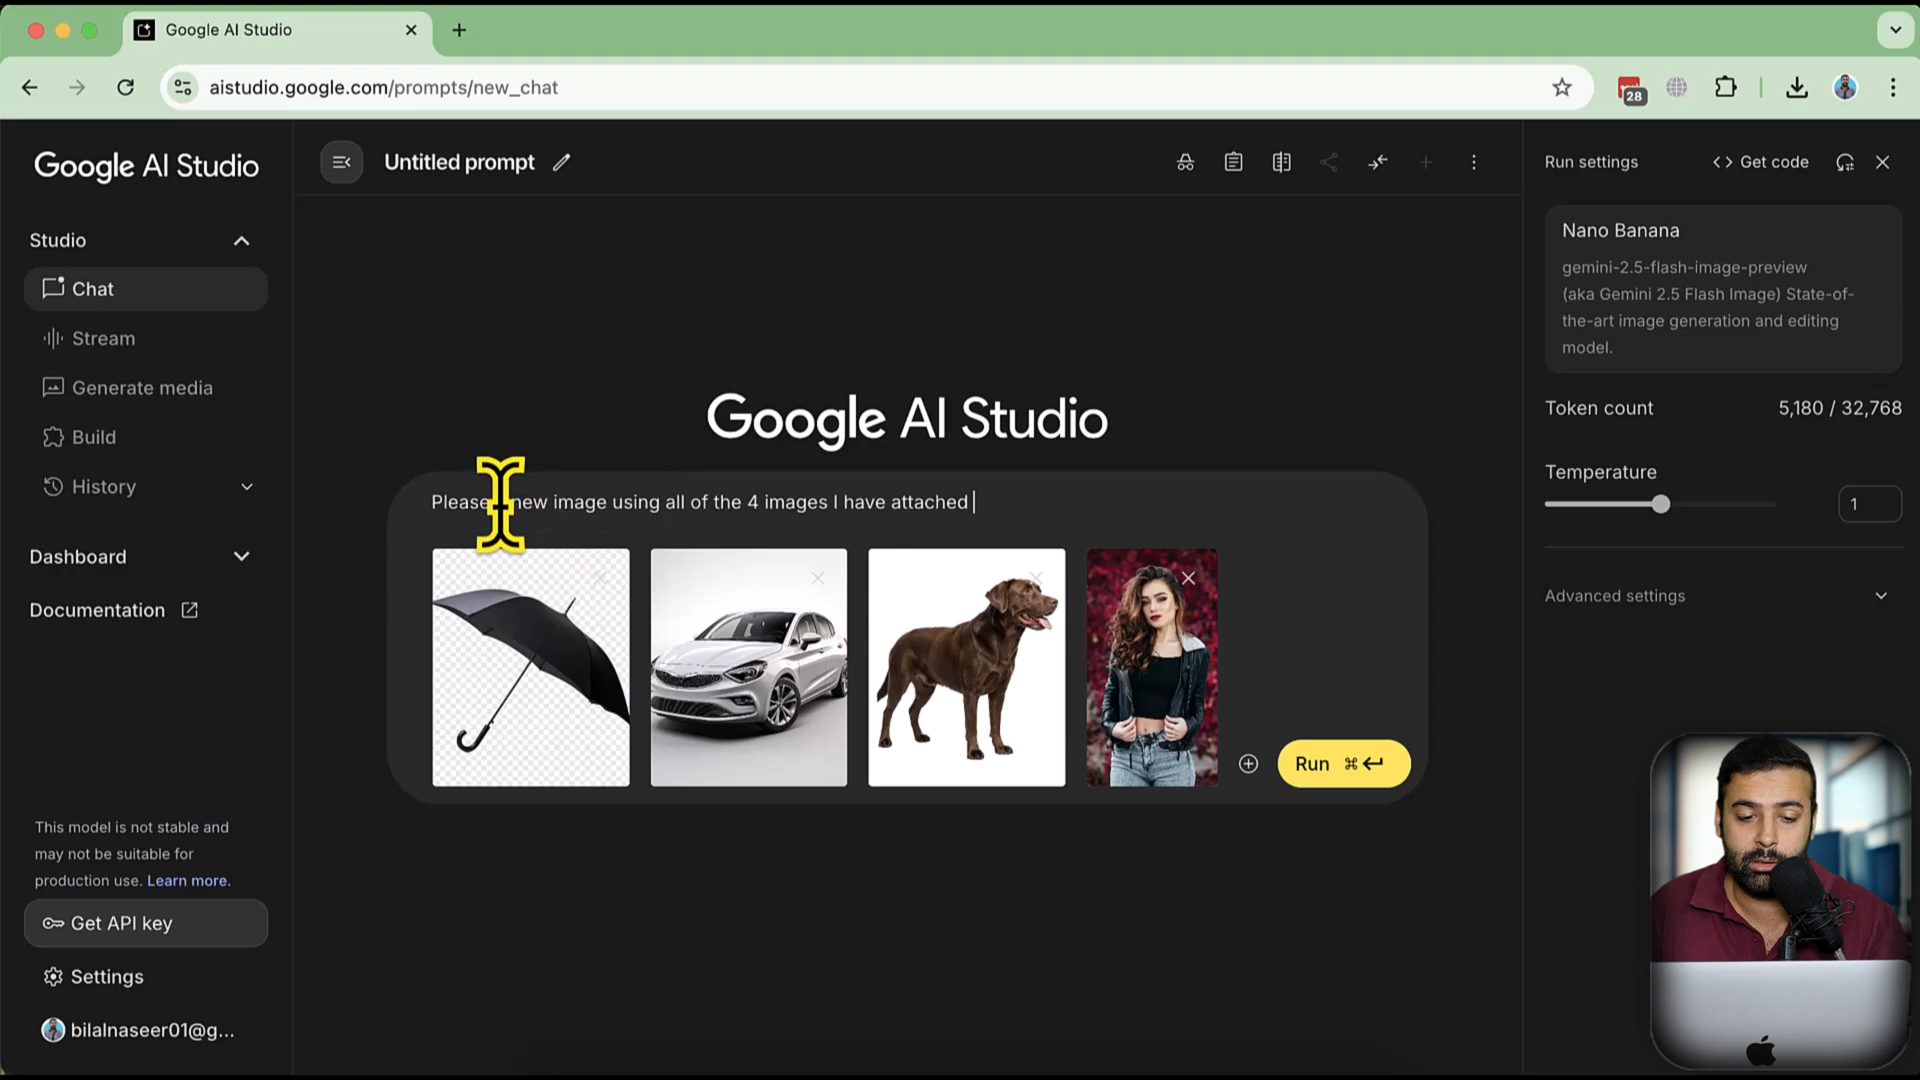 Google AI Studio
aistudio.google.com/prompts/new_chat
28
Google AI Studio
Untitled prompt
Run settings
Get code
Studio
Chat
Stream
Generate media
Build
History
Dashboard
Documentation
Nano Banana
gemini-2.5-flash-image-preview
(aka Gemini 2.5 Flash Image) State-of-
the-art image generation and editing
model.
Token count
5,180 / 32,768
Temperature
1
Advanced settings
Google AI Studio
Please new image using all of the 4 images I have attached
Run ⌘
This model is not stable and
may not be suitable for
production use. Learn more.
Get API key
Settings
bilalnaseer01@g...